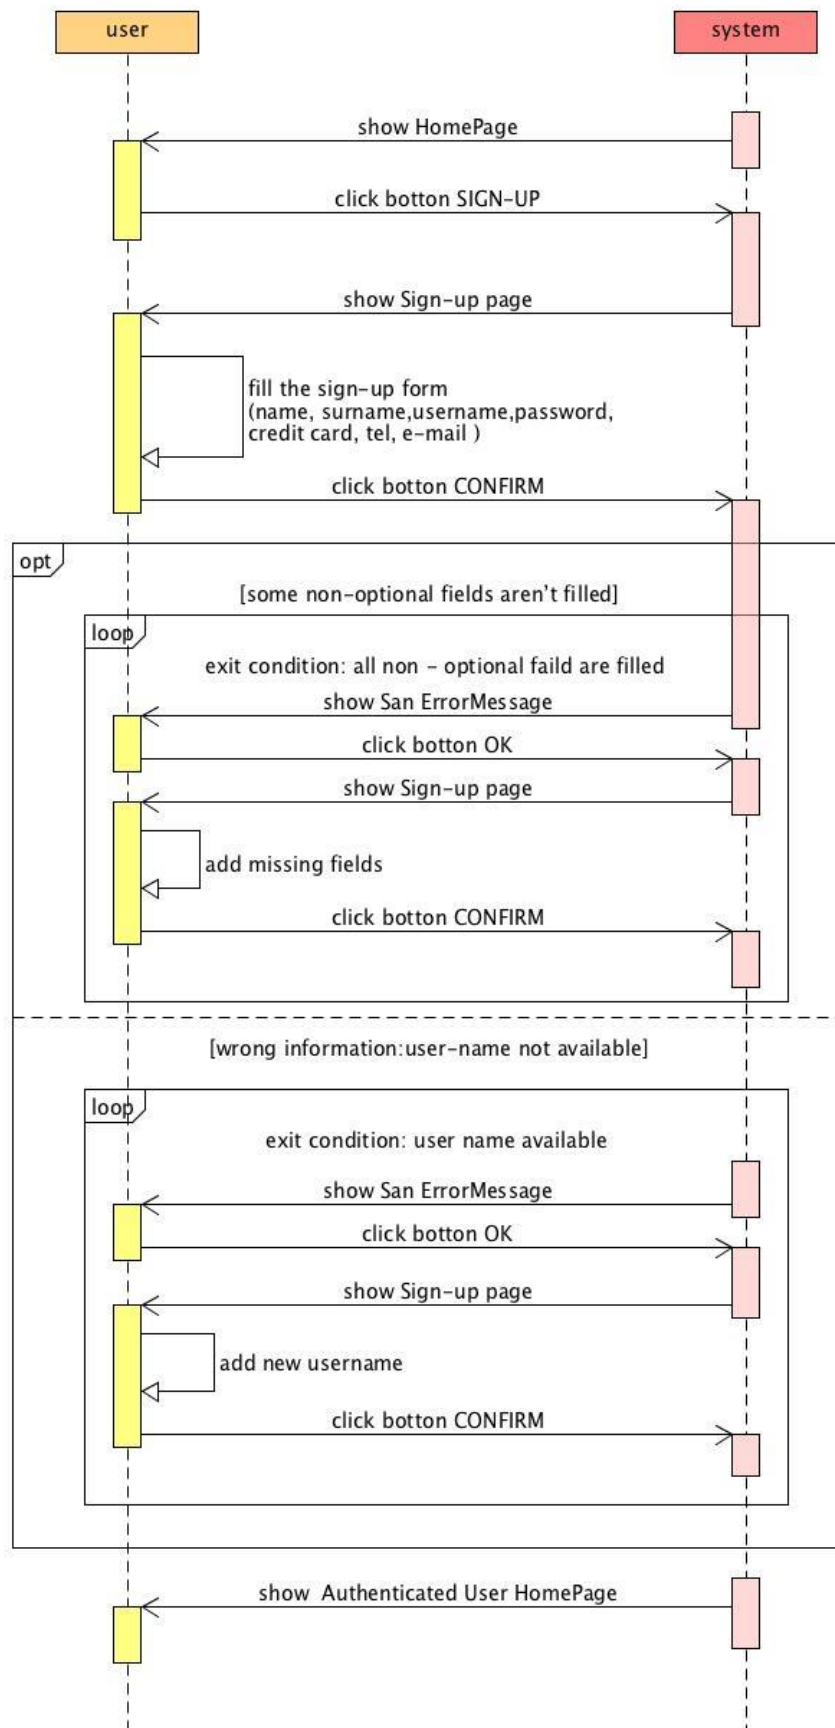 user
system
show HomePage
click botton SIGN-UP
show Sign-up page
fill the sign-up form
(name, surname,username,password,
credit card, tel, e-mail )
click botton CONFIRM
opt
[some non-optional fields aren't filled]
loop
exit condition: all non - optional faild are filled
show San ErrorMessage
click botton OK
show Sign-up page
add missing fields
click botton CONFIRM
[wrong information:user-name not available]
loop
exit condition: user name available
show San ErrorMessage
click botton OK
show Sign-up page
add new username
click botton CONFIRM
show  Authenticated User HomePage